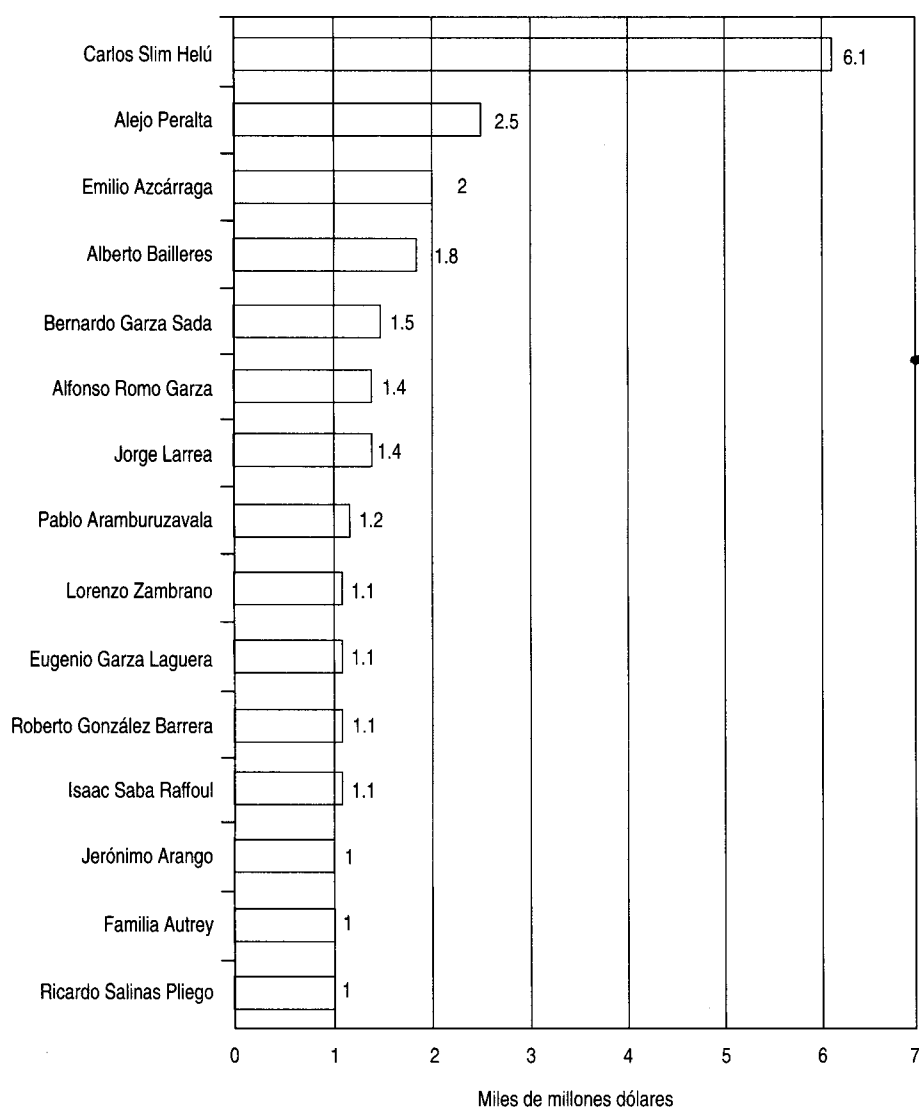 Carlos Slim Helú 6.1
Alejo Peralta 2.5
Emilio Azcárraga 2
Alberto Bailleres 1.8
Bernardo Garza Sada 1.5
Alfonso Romo Garza 1.4
Jorge Larrea 1.4
Pablo Aramburuzavala 1.2
Lorenzo Zambrano 1.1
Eugenio Garza Laguera 1.1
Roberto González Barrera 1.1
Isaac Saba Raffoul 1.1
Jerónimo Arango 1
Familia Autrey 1
Ricardo Salinas Pliego 1
0 1 2 3 4 5 6 7
Miles de millones dólares